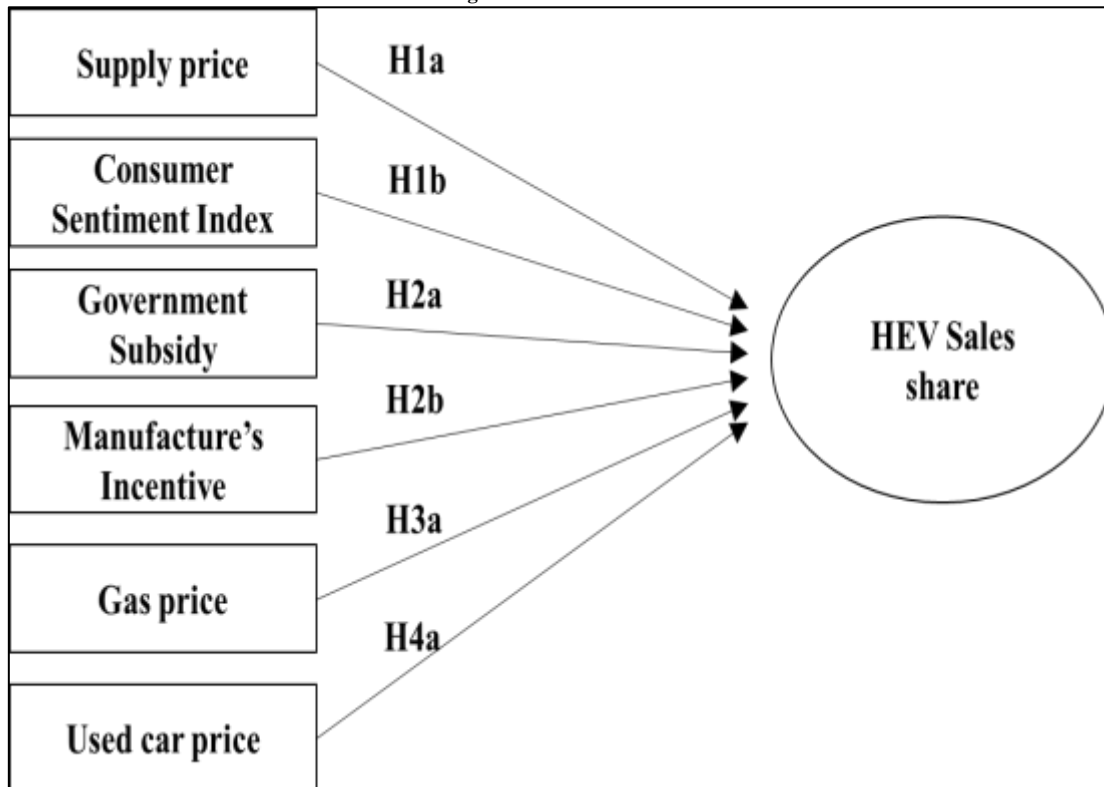 Supply price
H1a
Consumer
Sentiment Index
H1b
Government
Subsidy
H2a
Manufacture's
Incentive
H2b
Gas price
H3a
Used car price
H4a
HEV Sales
share